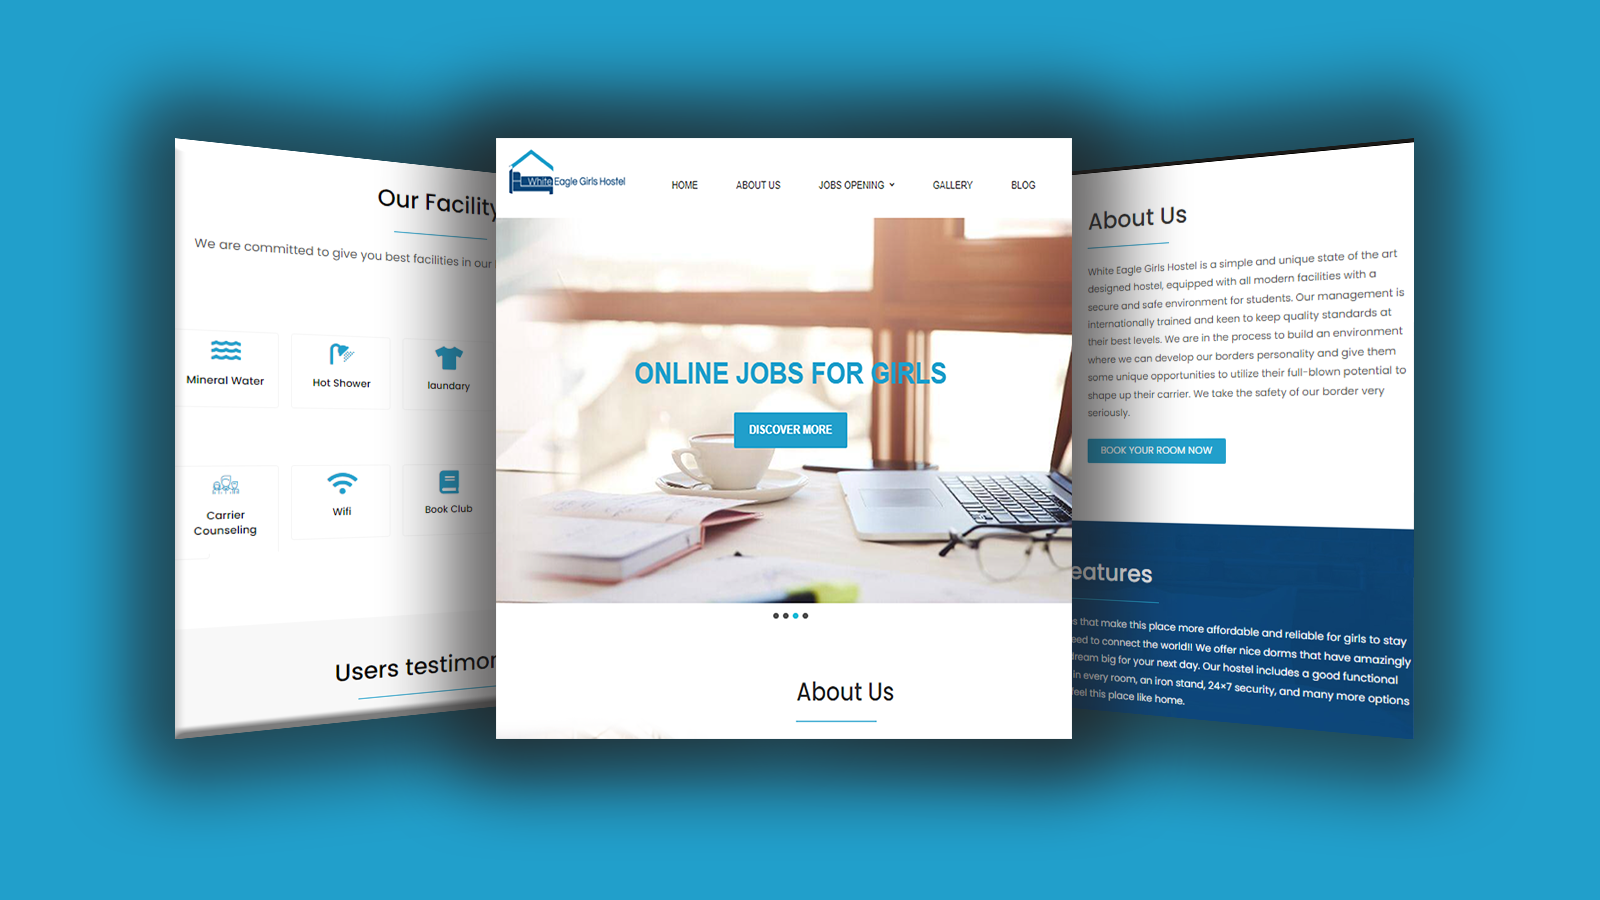 Our Facility
We are committed to give you best facilities in our
Mineral Water
Hot Shower
laundary
Carrier
Counseling
Wifi
Book Club
Users testimon
White Eagle Girls Hostel
HOME
ABOUT US
JOBS OPENING
GALLERY
BLOG
ONLINE JOBS FOR GIRLS
DISCOVER MORE
About Us
About Us
White Eagle Girls Hostel is a simple and unique state of the art
designed hostel, equipped with all modern facilities with a
secure and safe environment for students. Our management is
internationally trained and keen to keep quality standards at
their best levels. We are in the process to build an environment
where we can develop our borders personality and give them
some unique opportunities to utilize their full-blown potential to
shape up their carrier. We take the safety of our border very
seriously.
BOOK YOUR ROOM NOW
eatures
s that make this place more affordable and reliable for girls to stay
eed to connect the world!! We offer nice dorms that have amazingly
dream big for your next day. Our hostel includes a good functional
in every room, an iron stand, 24×7 security, and many more options
feel this place like home.